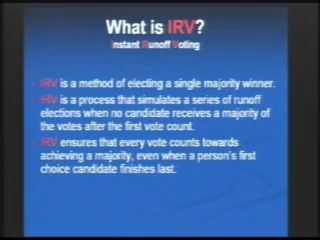 What is IRV?
Instant Runoff Voting
IRV is a method of electing a single majority winner.
IRV is a process that simulates a series of runoff
elections when no candidate receives a majority of
the votes after the first vote count.
IRV ensures that every vote counts towards
achieving a majority, even when a person's first
choice candidate finishes last.